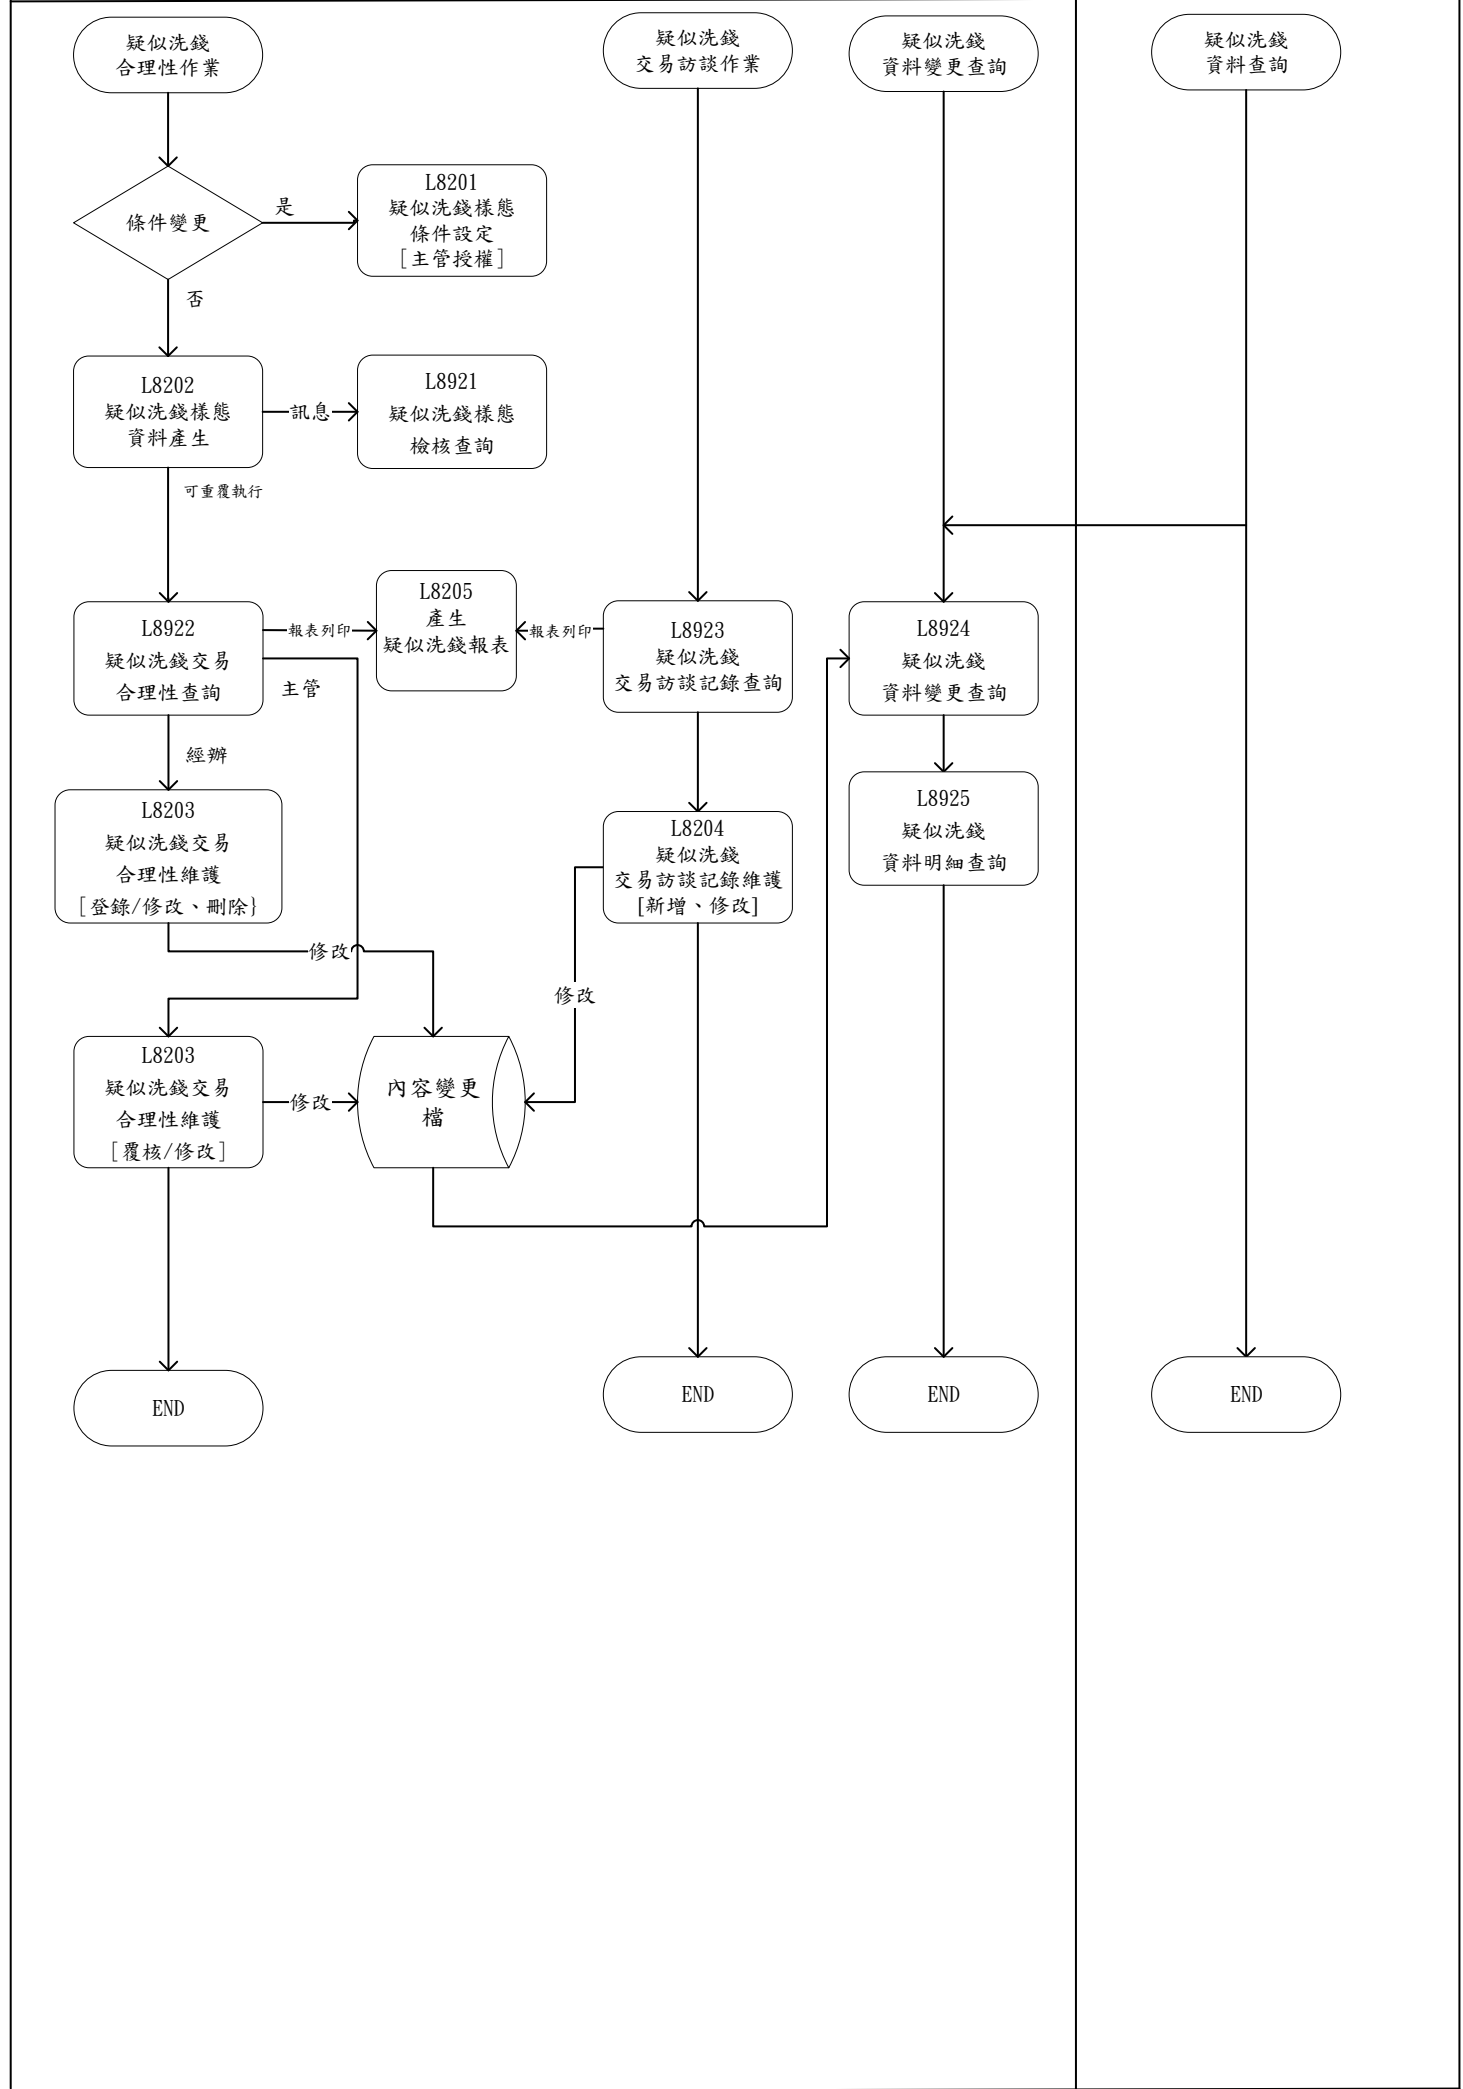 疑似洗錢
合理性作業
疑似洗錢
交易訪談作業
疑似洗錢
資料變更查詢
疑似洗錢
資料查詢
條件變更
是
L8201
疑似洗錢樣態
條件設定
[主管授權]
否
L8202
疑似洗錢樣態
資料產生
訊息
L8921
疑似洗錢樣態
檢核查詢
可重覆執行
L8922
疑似洗錢交易
合理性查詢
報表列印
L8205
產生
疑似洗錢報表
報表列印
L8923
疑似洗錢
交易訪談記錄查詢
L8924
疑似洗錢
資料變更查詢
主管
經辦
L8203
疑似洗錢交易
合理性維護
[登錄/修改、刪除}
L8204
疑似洗錢
交易訪談記錄維護
[新增、修改]
L8925
疑似洗錢
資料明細查詢
修改
修改
L8203
疑似洗錢交易
合理性維護
[覆核/修改]
修改
內容變更
檔
END
END
END
END